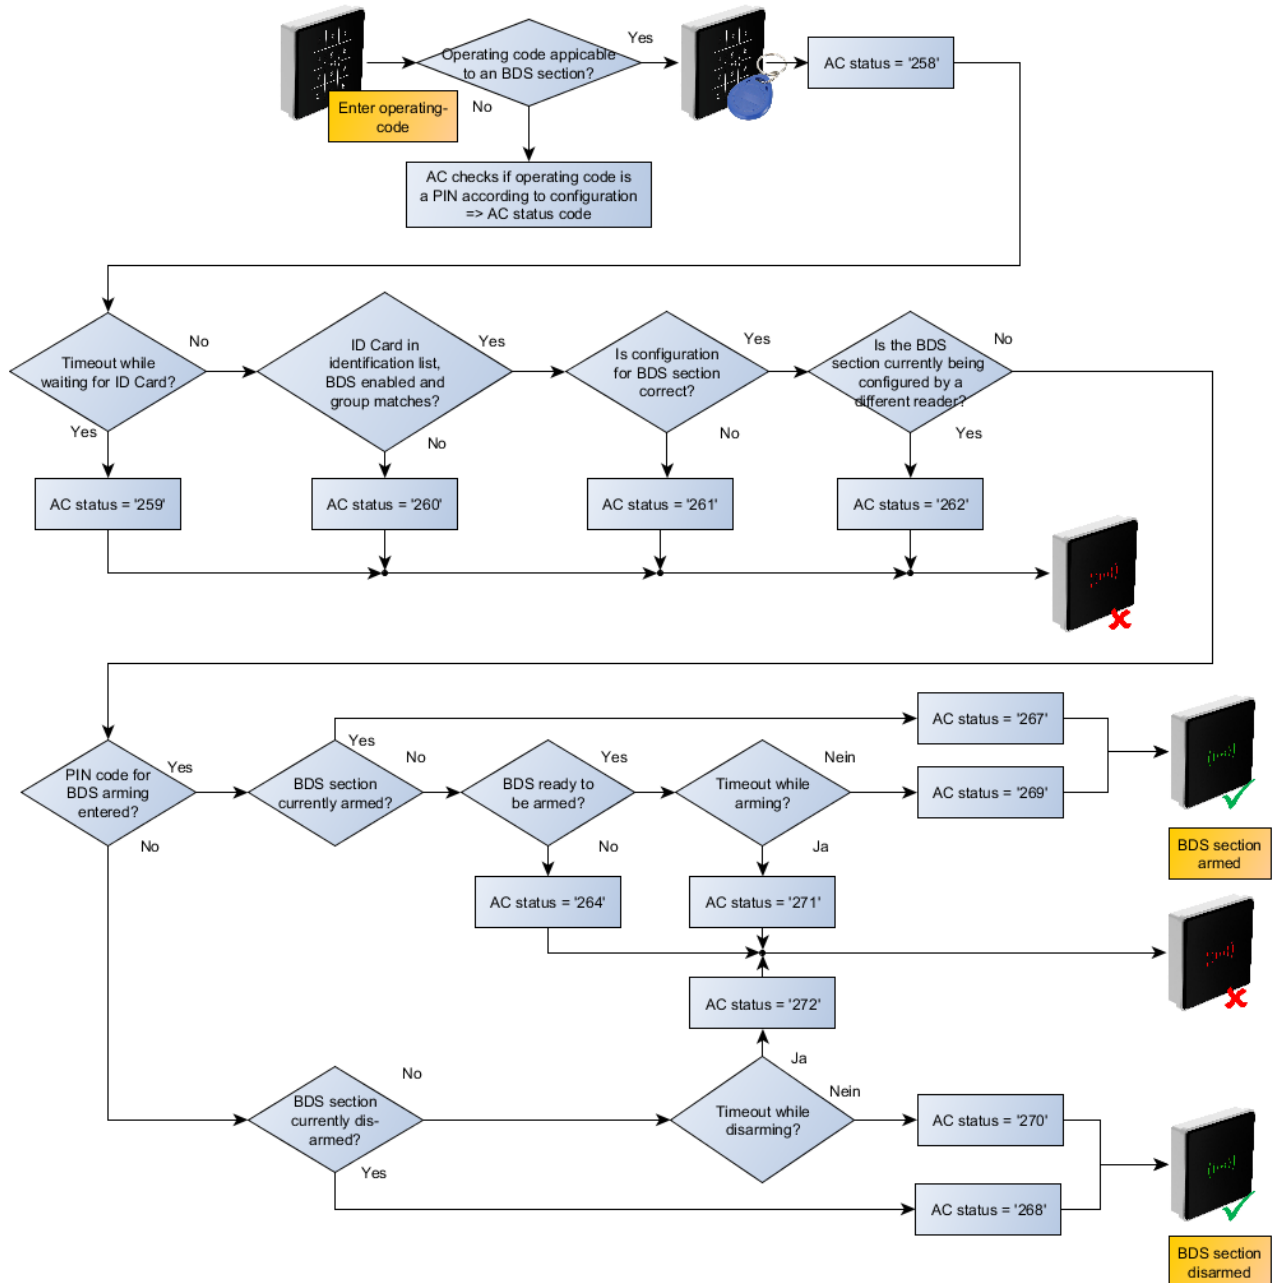 Operating code appicable
to an BDS section?
Yes
AC status = '258'
Enter operating-
code
No
AC checks if operating code is
a PIN according to configuration
=> AC status code
Timeout while
waiting for ID Card?
No
Yes
ID Card in
identification list,
BDS enabled and
group matches?
Yes
No
Is configuration
for BDS section
correct?
Yes
No
Is the BDS
section currently being
configured by a
different reader?
No
Yes
AC status = '259'
AC status = '260'
AC status = '261'
AC status = '262'
PIN code for
BDS arming
entered?
Yes
No
BDS section
currently armed?
Yes
No
BDS ready to
be armed?
Yes
No
Timeout while
arming?
Nein
Ja
AC status = '267'
AC status = '269'
BDS section
armed
AC status = '264'
AC status = '271'
AC status = '272'
BDS section
currently dis-
armed?
No
Yes
Timeout while
disarming?
Ja
Nein
AC status = '270'
AC status = '268'
BDS section
disarmed